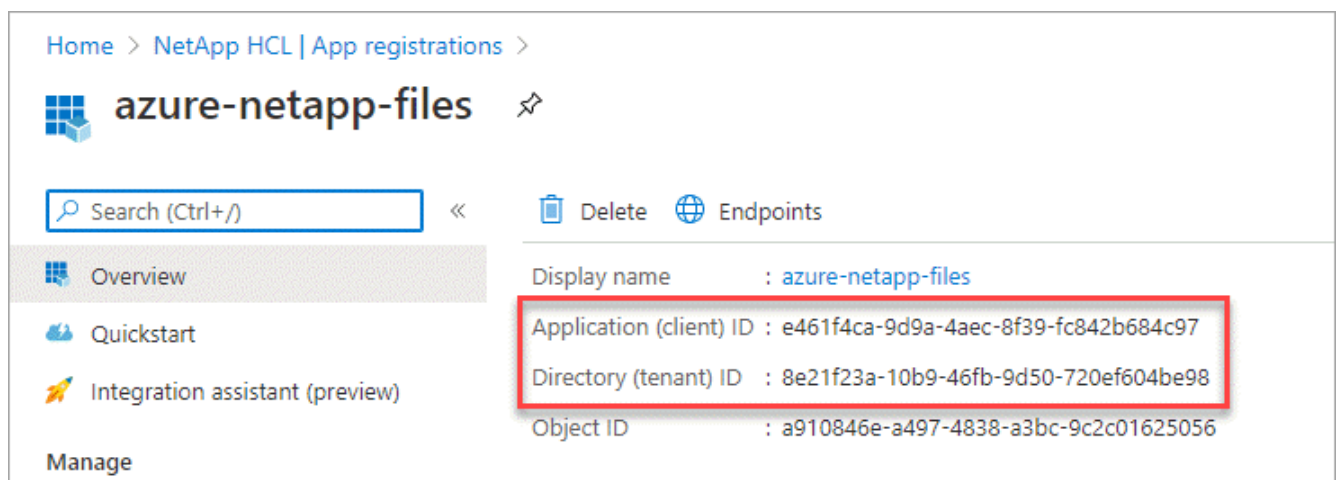 Home > NetApp HCL | App registrations >
azure-netapp-files
Search (Ctrl+/)
«
Delete Endpoints
Overview
Quickstart
Integration assistant (preview)
Manage
Display name : azure-netapp-files
Application (client) ID : e461f4ca-9d9a-4aec-8f39-fc842b684c97
Directory (tenant) ID : 8e21f23a-10b9-46fb-9d50-720ef604be98
Object ID : a910846e-a497-4838-a3bc-9c2c01625056